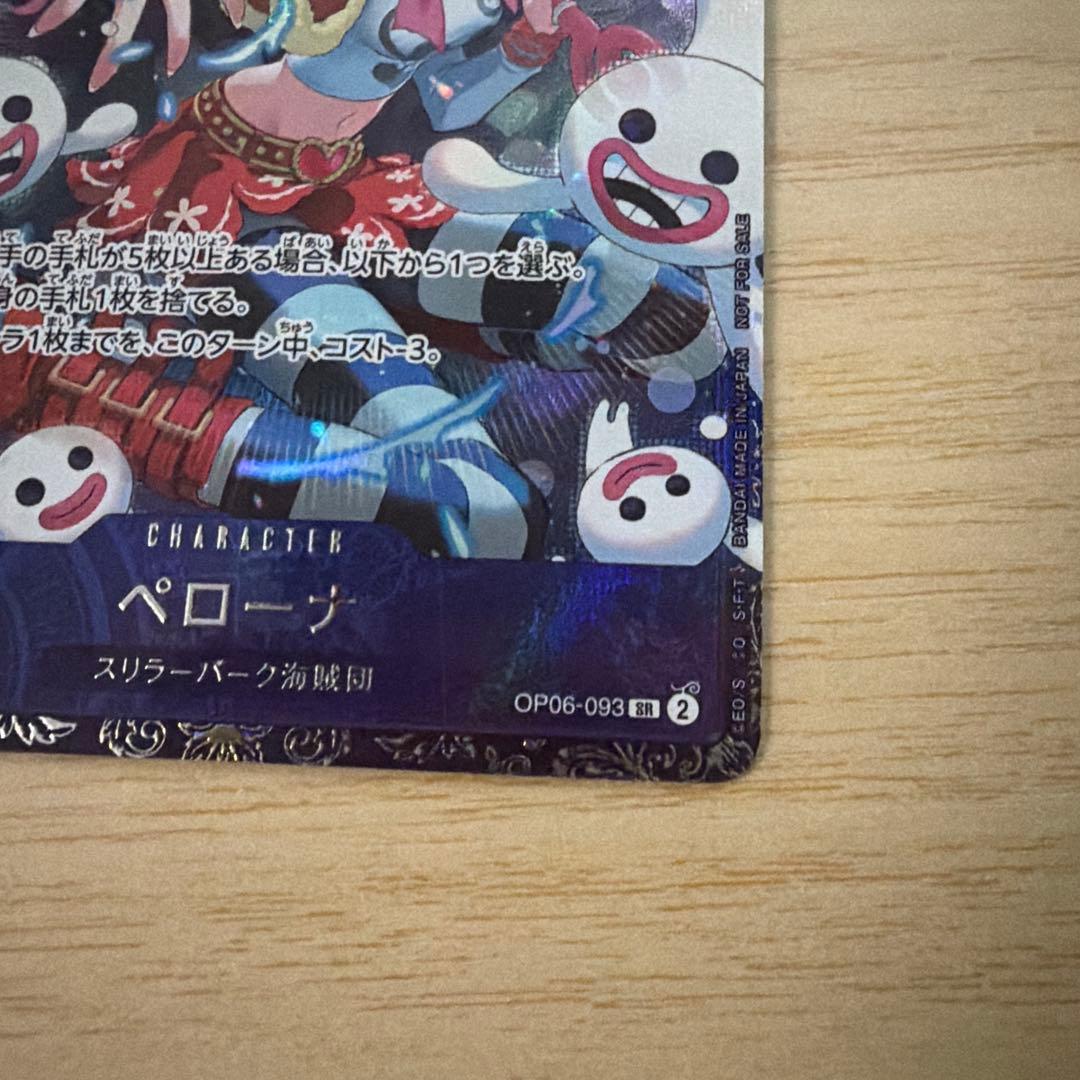 手の手札が5枚以上ある場合、以下から1つを選ぶ。
身の手札1枚を捨てる。
ラ1枚までを、このターン中、コスト-3。
CHARACTER
ペローナ
スリラーバーク海賊団
OP06-093 SR 2
BANDAI MADE IN JAPAN NOT FOR SALE